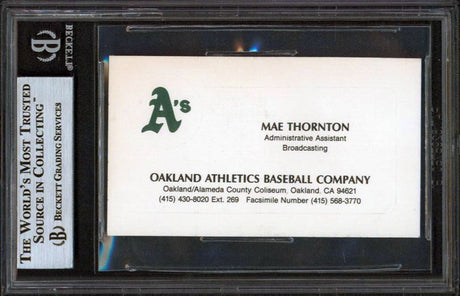 BECKETT®
THE WORLD'S MOST TRUSTED
SOURCE IN COLLECTING™
BECKETT GRADING SERVICES
A's
MAE THORNTON
Administrative Assistant
Broadcasting
OAKLAND ATHLETICS BASEBALL COMPANY
Oakland/Alameda County Coliseum, Oakland, CA 94621
(415) 430-8020 Ext. 269 Facsimile Number (415) 568-3770